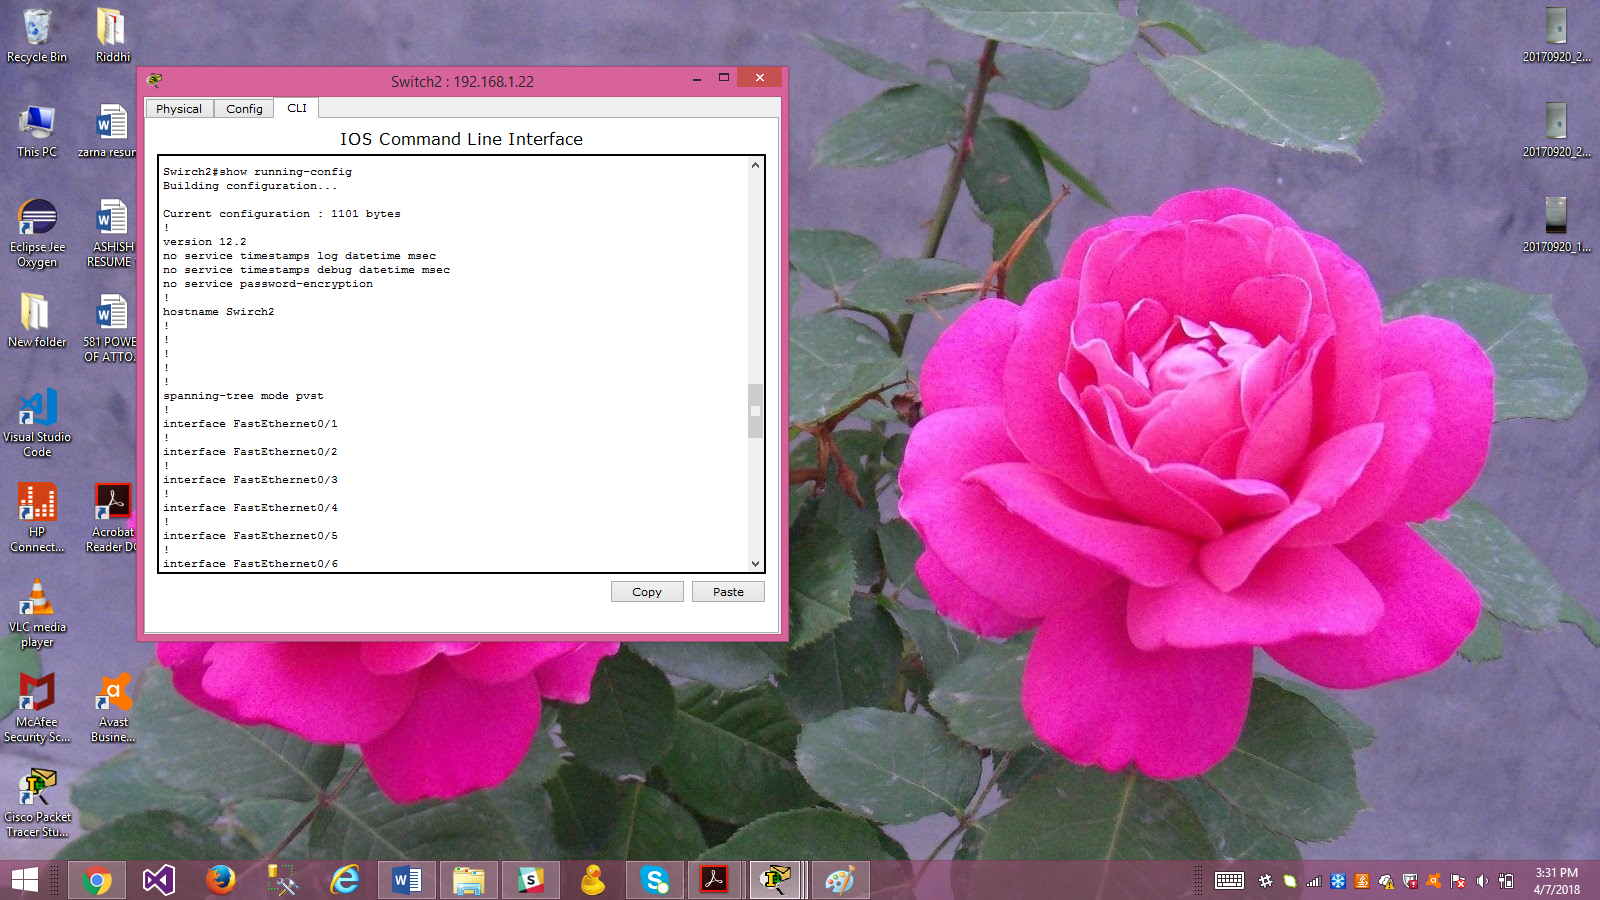 Recycle Bin
Riddhi
This PC
zarna resum
Eclipse Jee
Oxygen
ASHISH
RESUME
New folder
581 POWE
OF ATTO...
Visual Studio
Code
HP
Connect...
Acrobat
Reader DC
VLC media
player
McAfee
Security Sc...
Avast
Busine...
Cisco Packet
Tracer Stu...
Switch2 : 192.168.1.22
Physical
Config
CLI
IOS Command Line Interface
Swirch2#show running-config
Building configuration...
Current configuration : 1101 bytes
!
version 12.2
no service timestamps log datetime msec
no service timestamps debug datetime msec
no service password-encryption
!
hostname Swirch2
!
!
!
!
!
spanning-tree mode pvst
!
interface FastEthernet0/1
!
interface FastEthernet0/2
!
interface FastEthernet0/3
!
interface FastEthernet0/4
!
interface FastEthernet0/5
!
interface FastEthernet0/6
Copy
Paste
20170920_2...
20170920_2...
20170920_1...
3:31 PM
4/7/2018